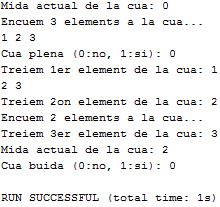 Mida actual de la cua: 0
Encuem 3 elements a la cua...
1 2 3
Cua plena (0:no, 1:si): 0
Treiem 1er element de la cua: 1
2 3
Treiem 2on element de la cua: 2
Encuem 2 elements a la cua...
Treiem 3er element de la cua: 3
Mida actual de la cua: 2
Cua buida (0:no, 1:si): 0
RUN SUCCESSFUL (total time: 1s)